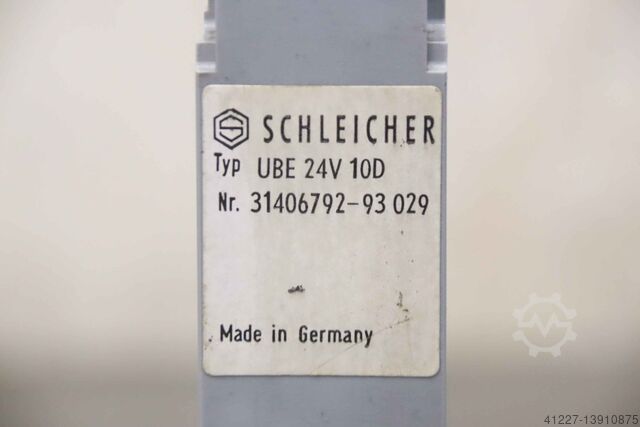 SCHLEICHER
Typ UBE 24V 10D
Nr. 31406792-93 029
Made in Germany
41227-13910875